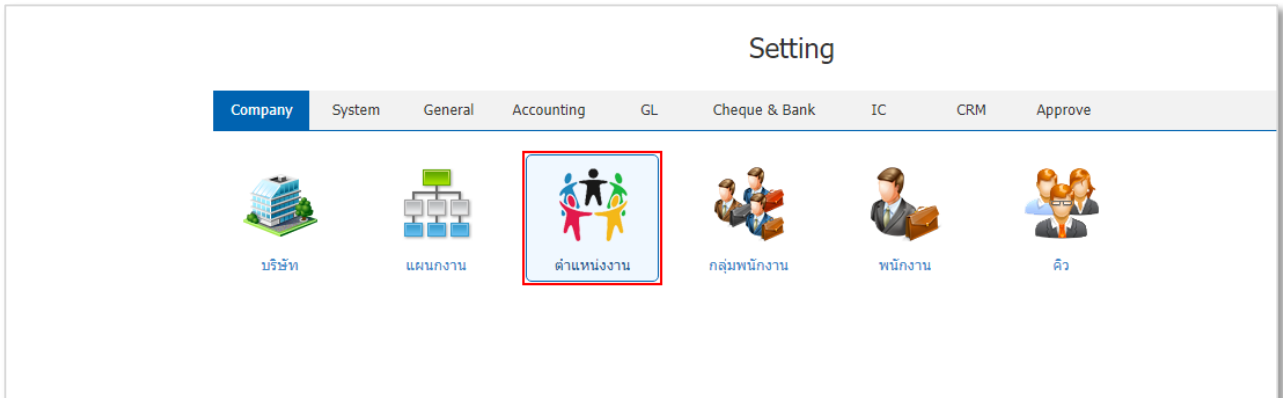 Setting
Company System General Accounting GL Cheque & Bank IC CRM Approve
บริษัท แผนกงาน ตำแหน่งงาน กลุ่มพนักงาน พนักงาน คิว